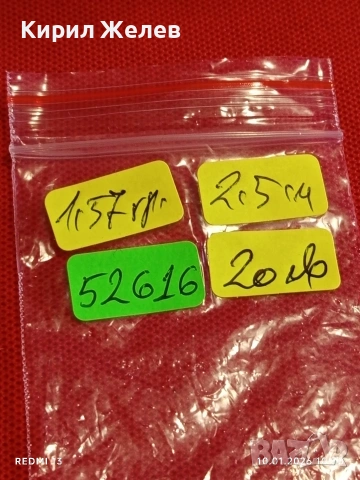 Кирил Желев
1.57 гр.
2.5 см
52616
20 лв
REDMI 13
10.01.2026